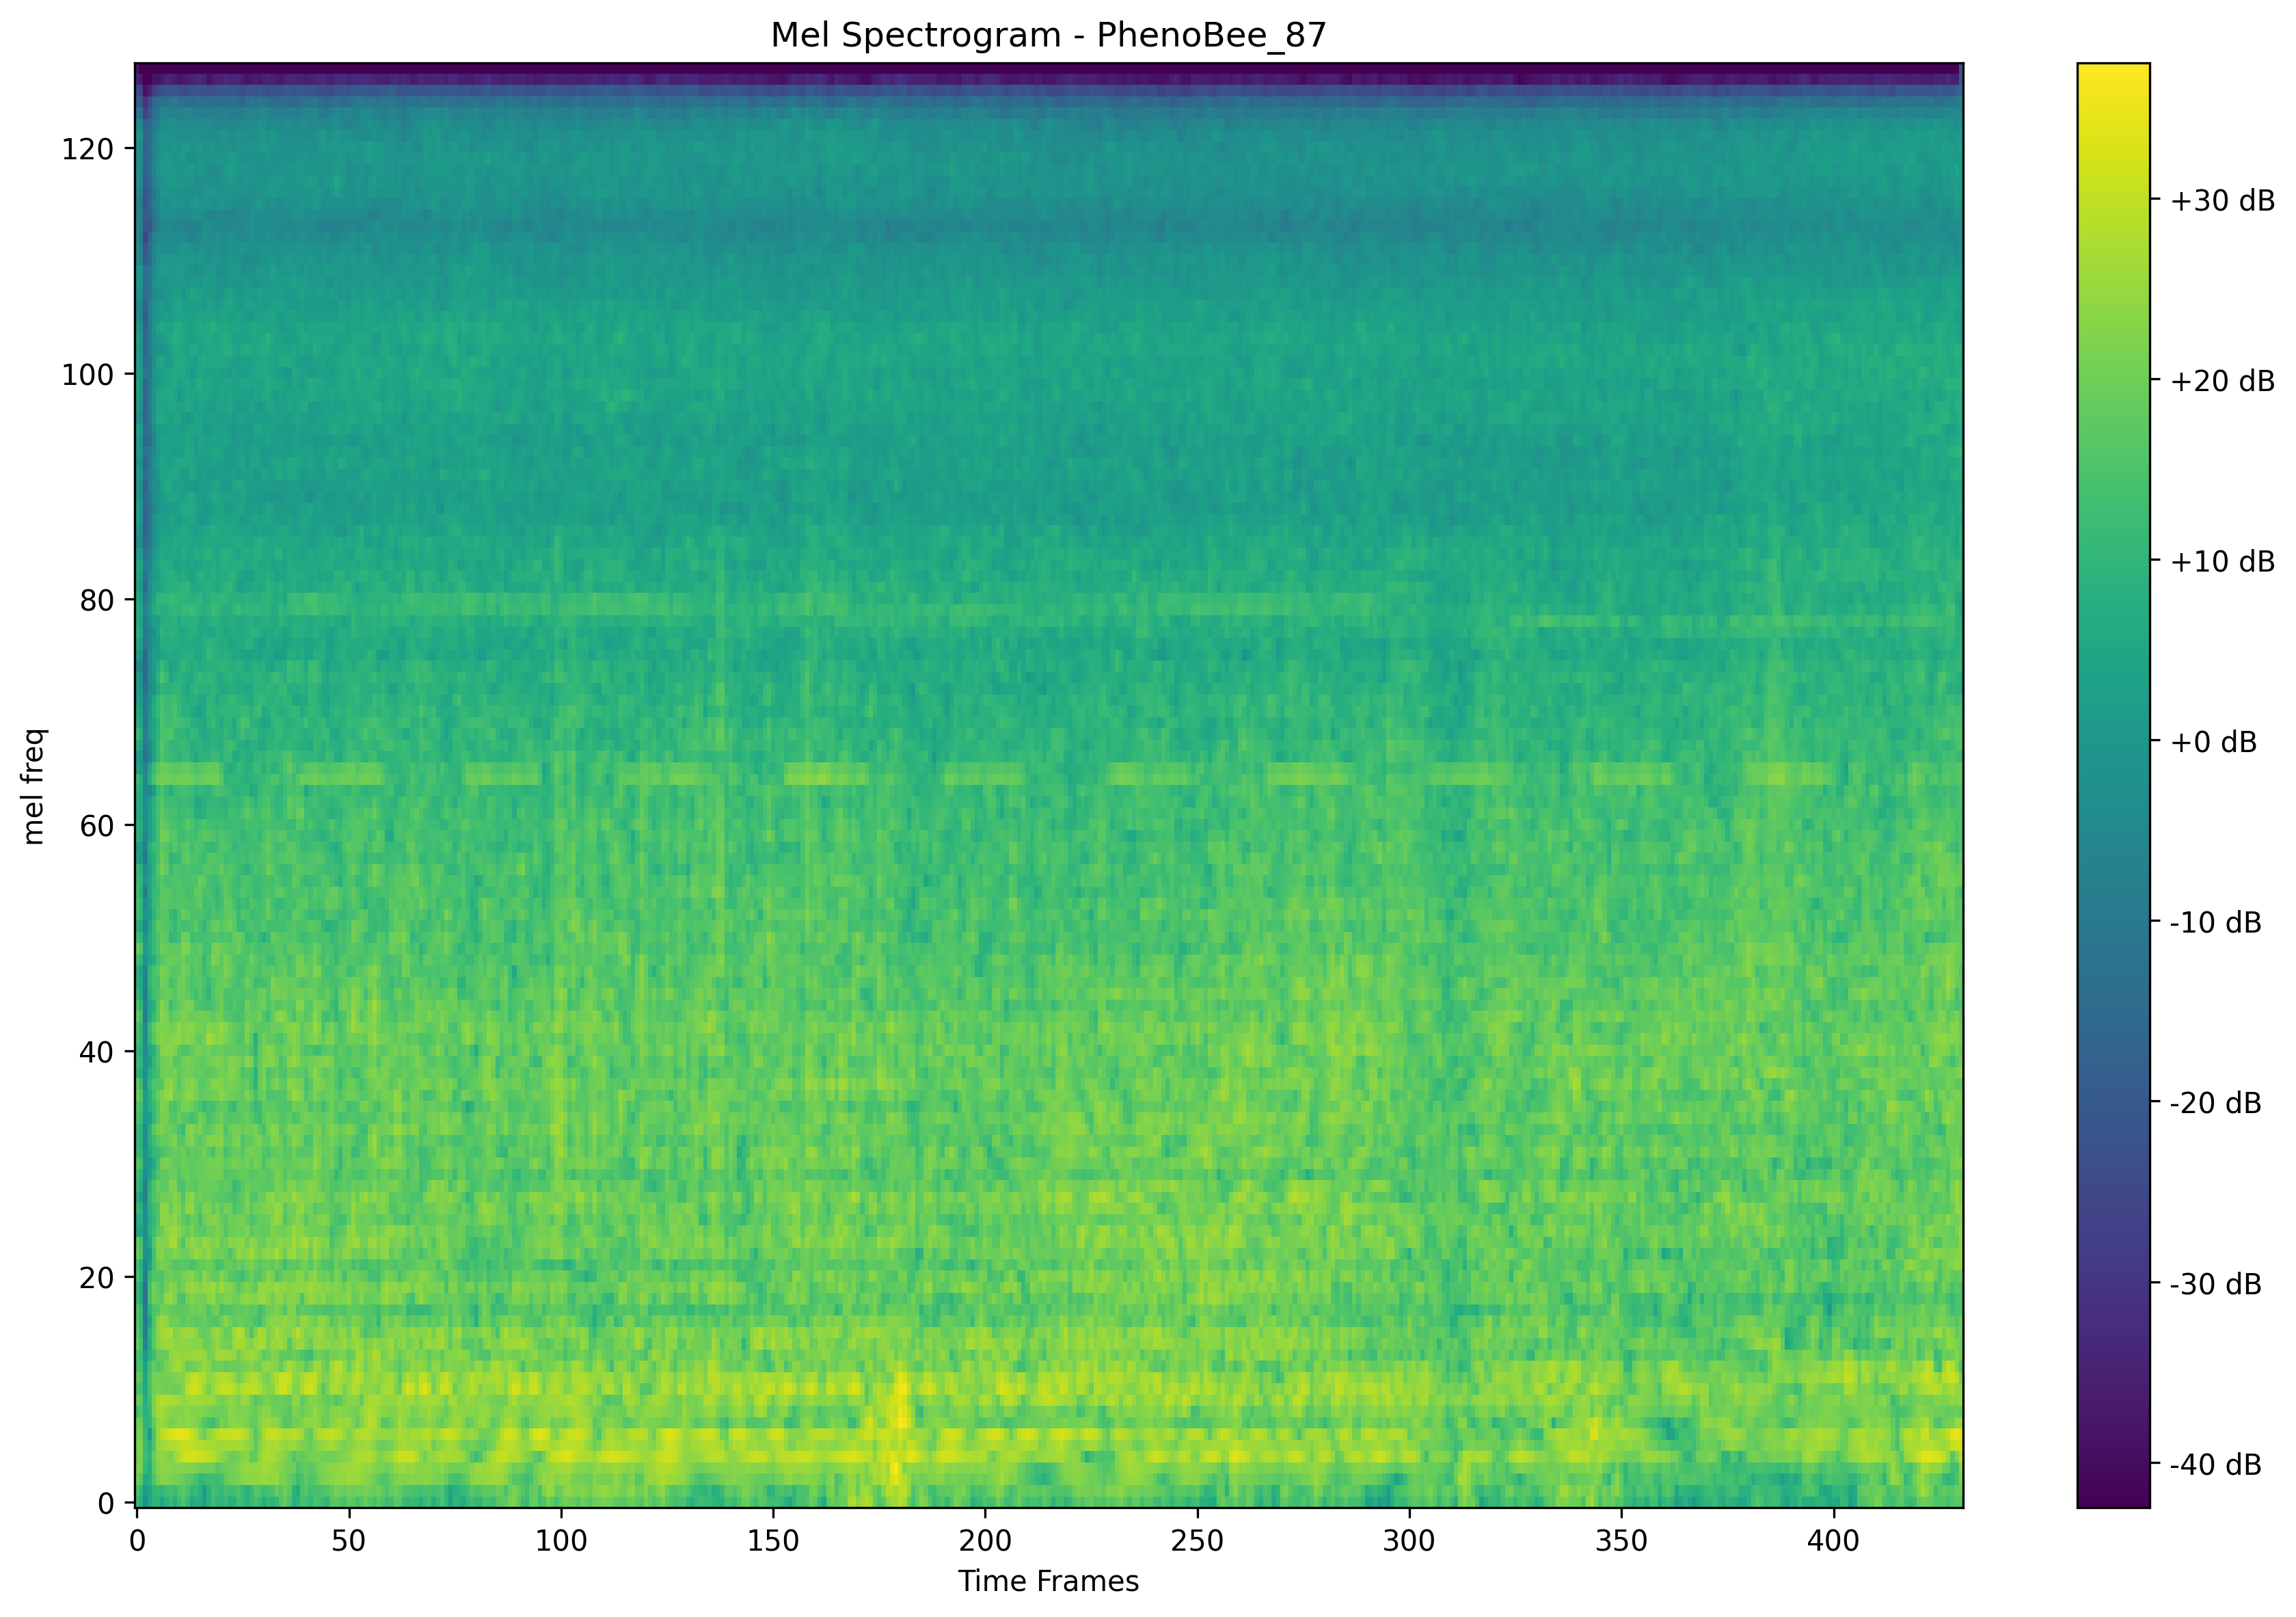 Mel Spectrogram - PhenoBee_87
mel freq
120
100
80
60
40
20
0
0 50 100 150 200 250 300 350 400
Time Frames
+30 dB
+20 dB
+10 dB
+0 dB
-10 dB
-20 dB
-30 dB
-40 dB